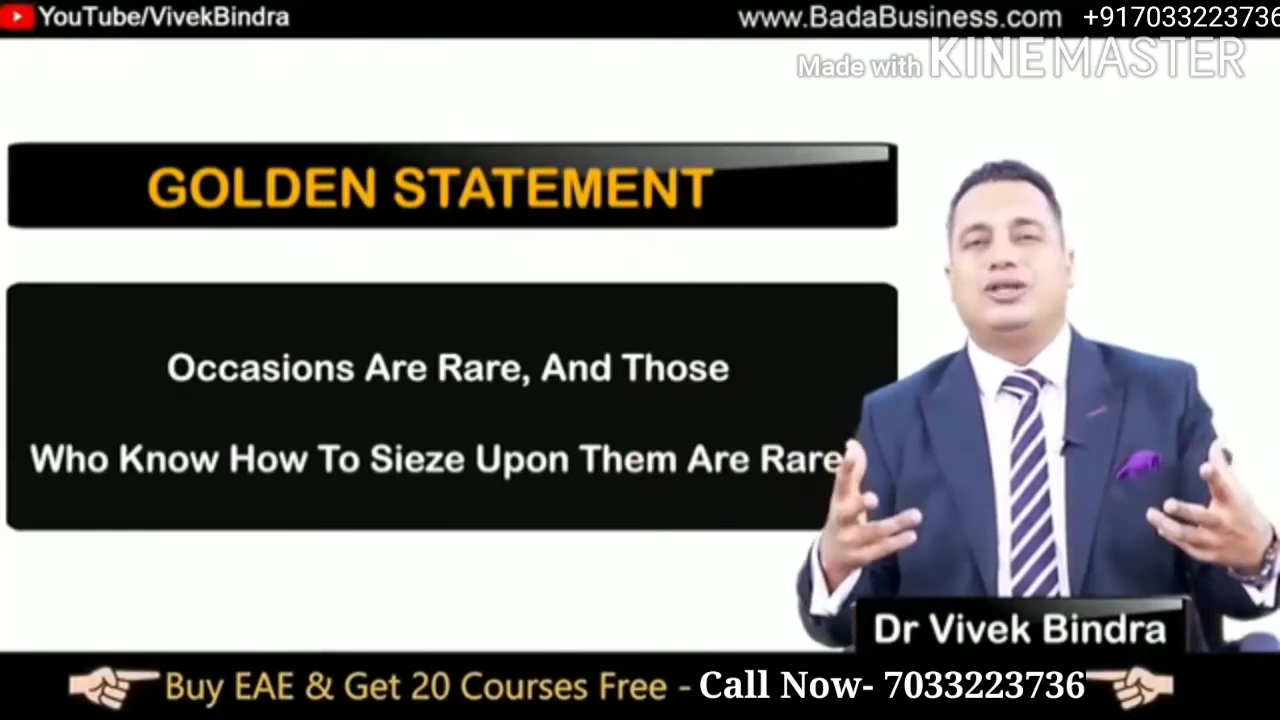 YouTube/VivekBindra
www.BadaBusiness.com +917033223736
Made with KINEMASTER
GOLDEN STATEMENT
Occasions Are Rare, And Those
Who Know How To Sieze Upon Them Are Rare
Dr Vivek Bindra
Buy EAE & Get 20 Courses Free - Call Now- 7033223736